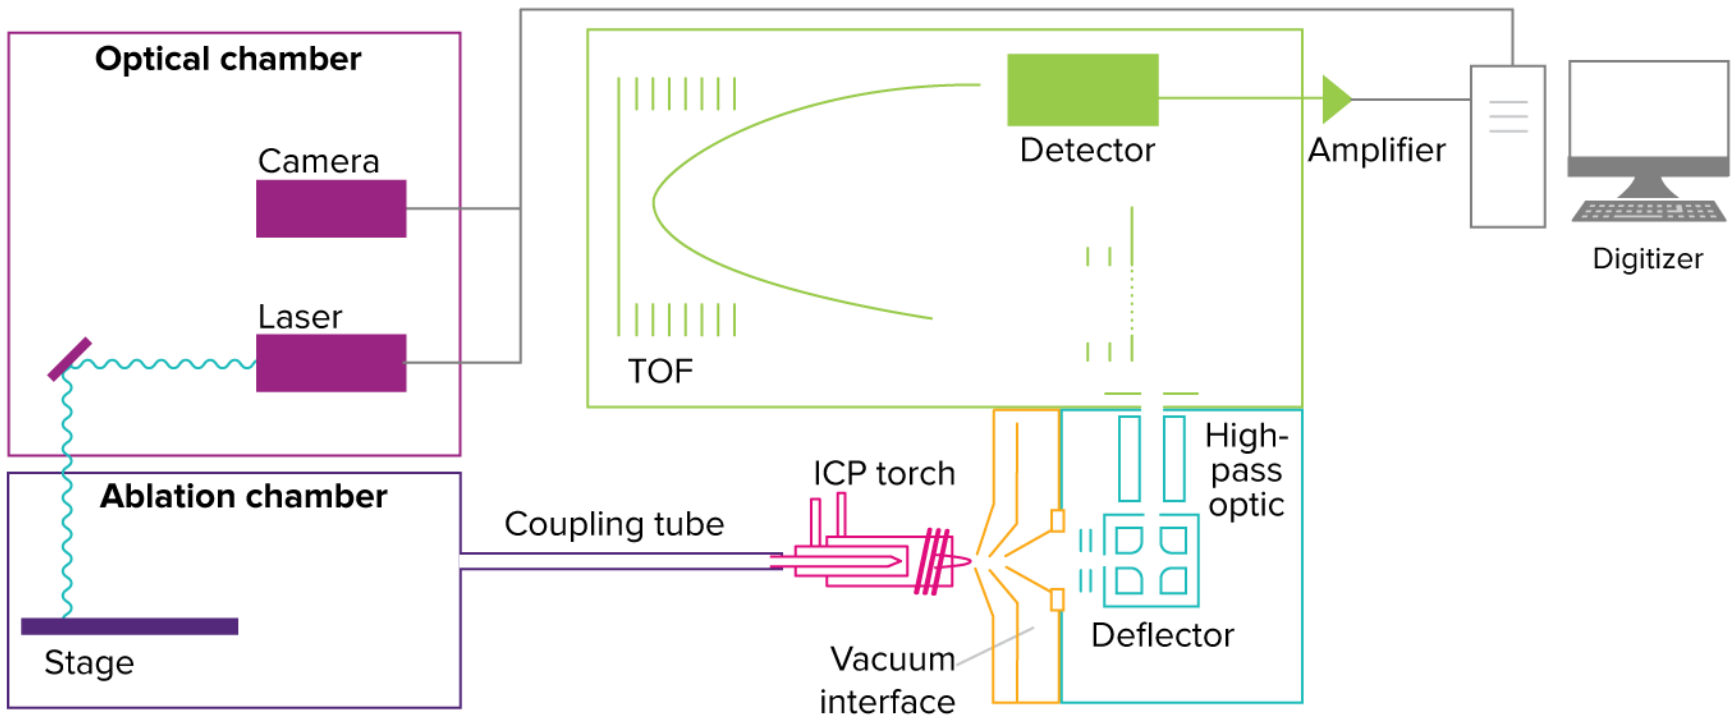 Optical chamber
Camera
Laser
Detector
Amplifier
Digitizer
TOF
High-
pass
optic
ICP torch
Ablation chamber
Coupling tube
Stage
Deflector
Vacuum
interface